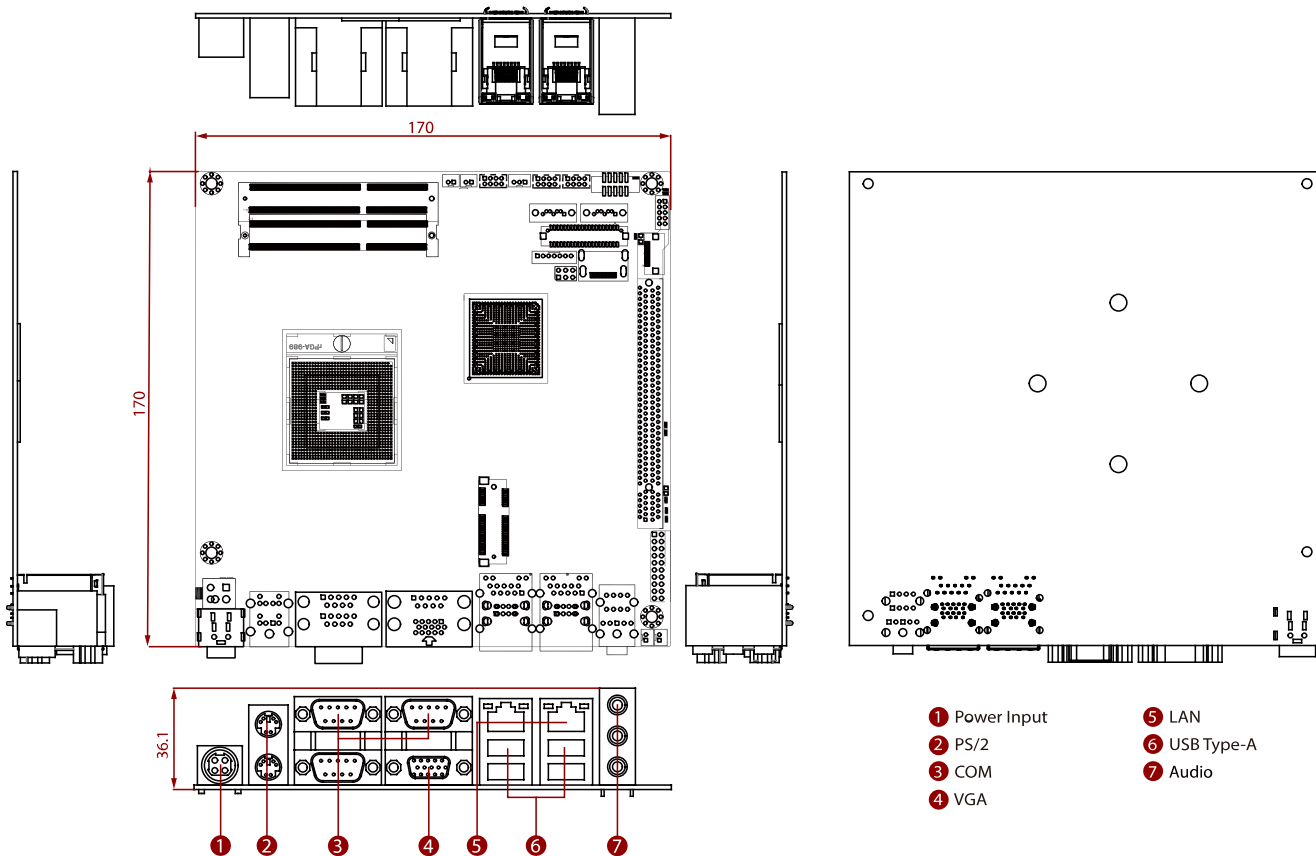 170
170
rPGA-989
36.1
1 Power Input
2 PS/2
3 COM
4 VGA
5 LAN
6 USB Type-A
7 Audio
1 2 3 4 5 6 7